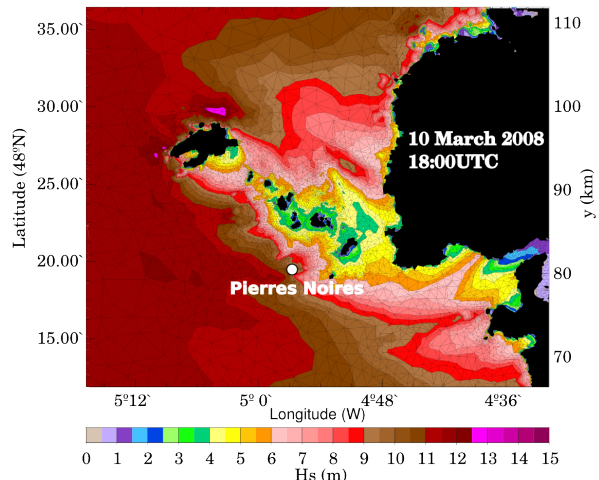 35.00`
30.00`
25.00`
20.00`
15.00`
Latitude (48ºN)
110
100
90
80
70
y (km)
10 March 2008
18:00UTC
Pierres Noires
5º12´ 5º 0´ 4º48´ 4º36´
Longitude (W)
0 1 2 3 4 5 6 7 8 9 10 11 12 13 14 15
Hs (m)